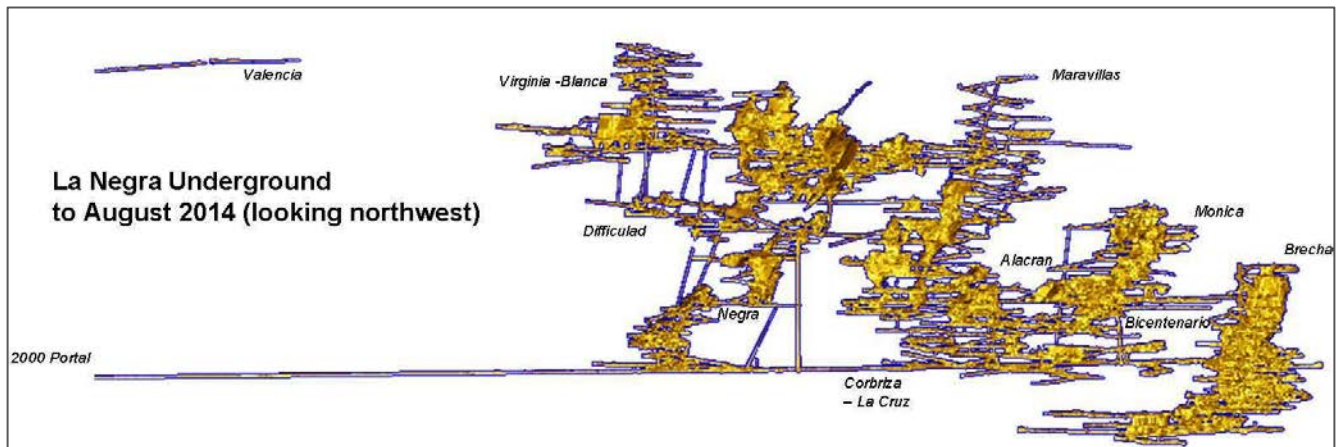 Valencia
Virginia -Blanca
Maravillas
La Negra Underground
to August 2014 (looking northwest)
Difficulad
Monica
Alacran
Brecha
Negra
Bicentenario
2000 Portal
Corbriza
– La Cruz